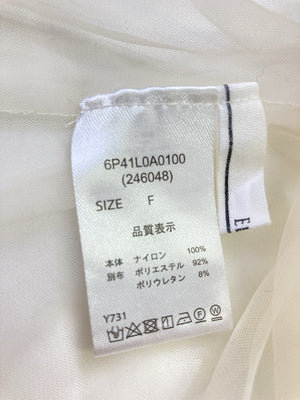 6P41L0A0100
(246048)
SIZE F
品質表示
本体 ナイロン 100%
別布 ポリエステル 92%
ポリウレタン 8%
Y731